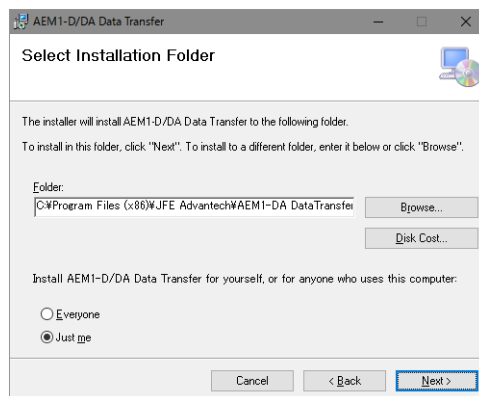 AEM1-D/DA Data Transfer
Select Installation Folder
The installer will install AEM1-D/DA Data Transfer to the following folder.
To install in this folder, click "Next". To install to a different folder, enter it below or click "Browse".
Folder:
C:¥Program Files (x86)¥JFE Advantech¥AEM1-DA DataTransfer
Browse...
Disk Cost...
Install AEM1-D/DA Data Transfer for yourself, or for anyone who uses this computer:
Everyone
Just me
Cancel
< Back
Next >